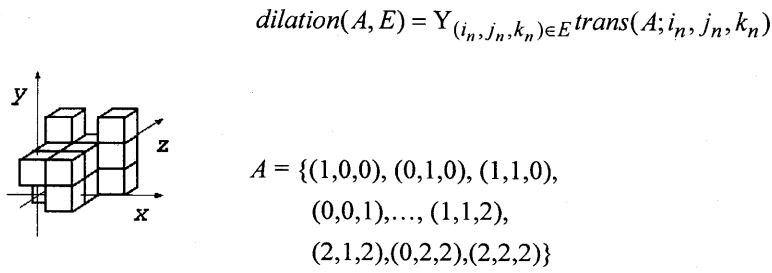 dilation(A, E) = Y_{(i_n, j_n, k_n)∈E} trans(A; i_n, j_n, k_n)
y
z
x
A = {(1,0,0), (0,1,0), (1,1,0),
(0,0,1),…, (1,1,2),
(2,1,2),(0,2,2),(2,2,2)}